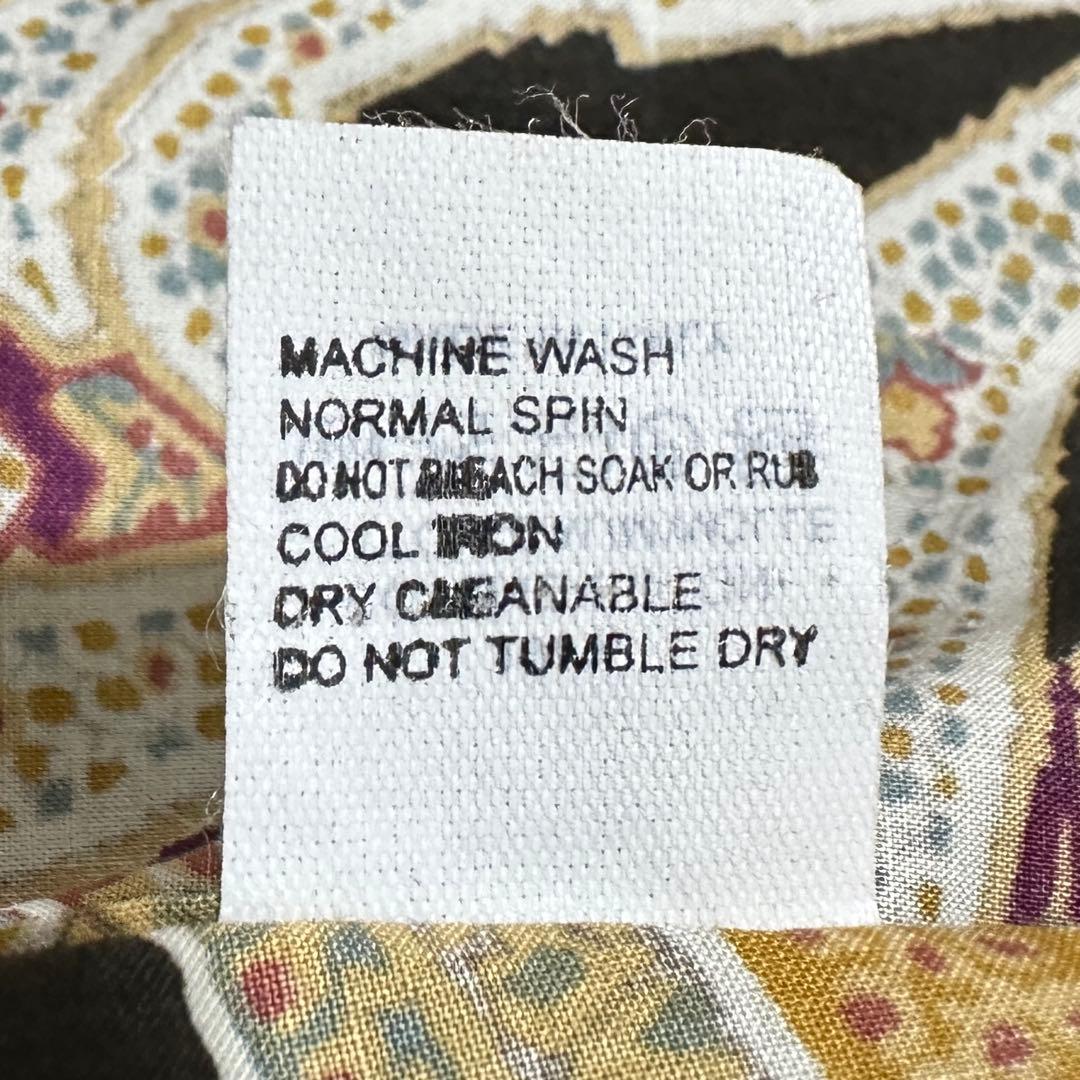 MACHINE WASH
NORMAL SPIN
DO NOT BLEACH SOAK OR RUB
COOL IRON
DRY CLEANABLE
DO NOT TUMBLE DRY